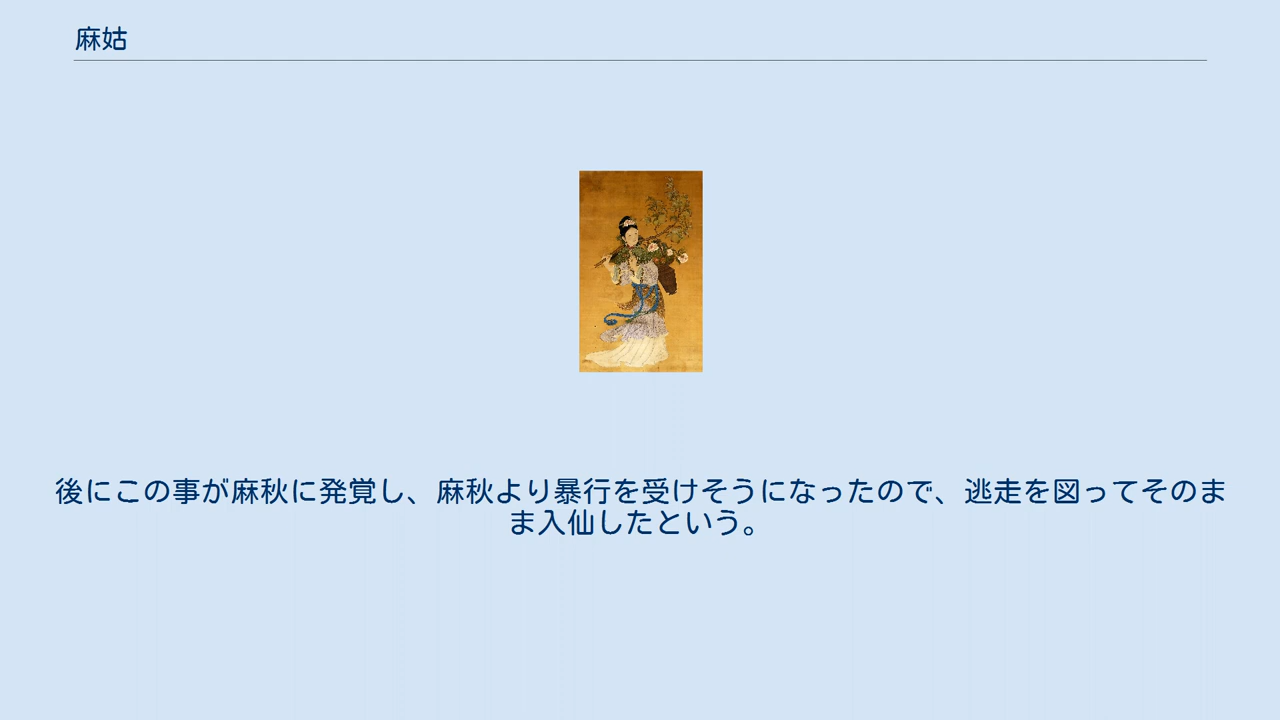 麻姑
後にこの事が麻秋に発覚し、麻秋より暴行を受けそうになったので、逃走を図ってそのま
ま入仙したという。